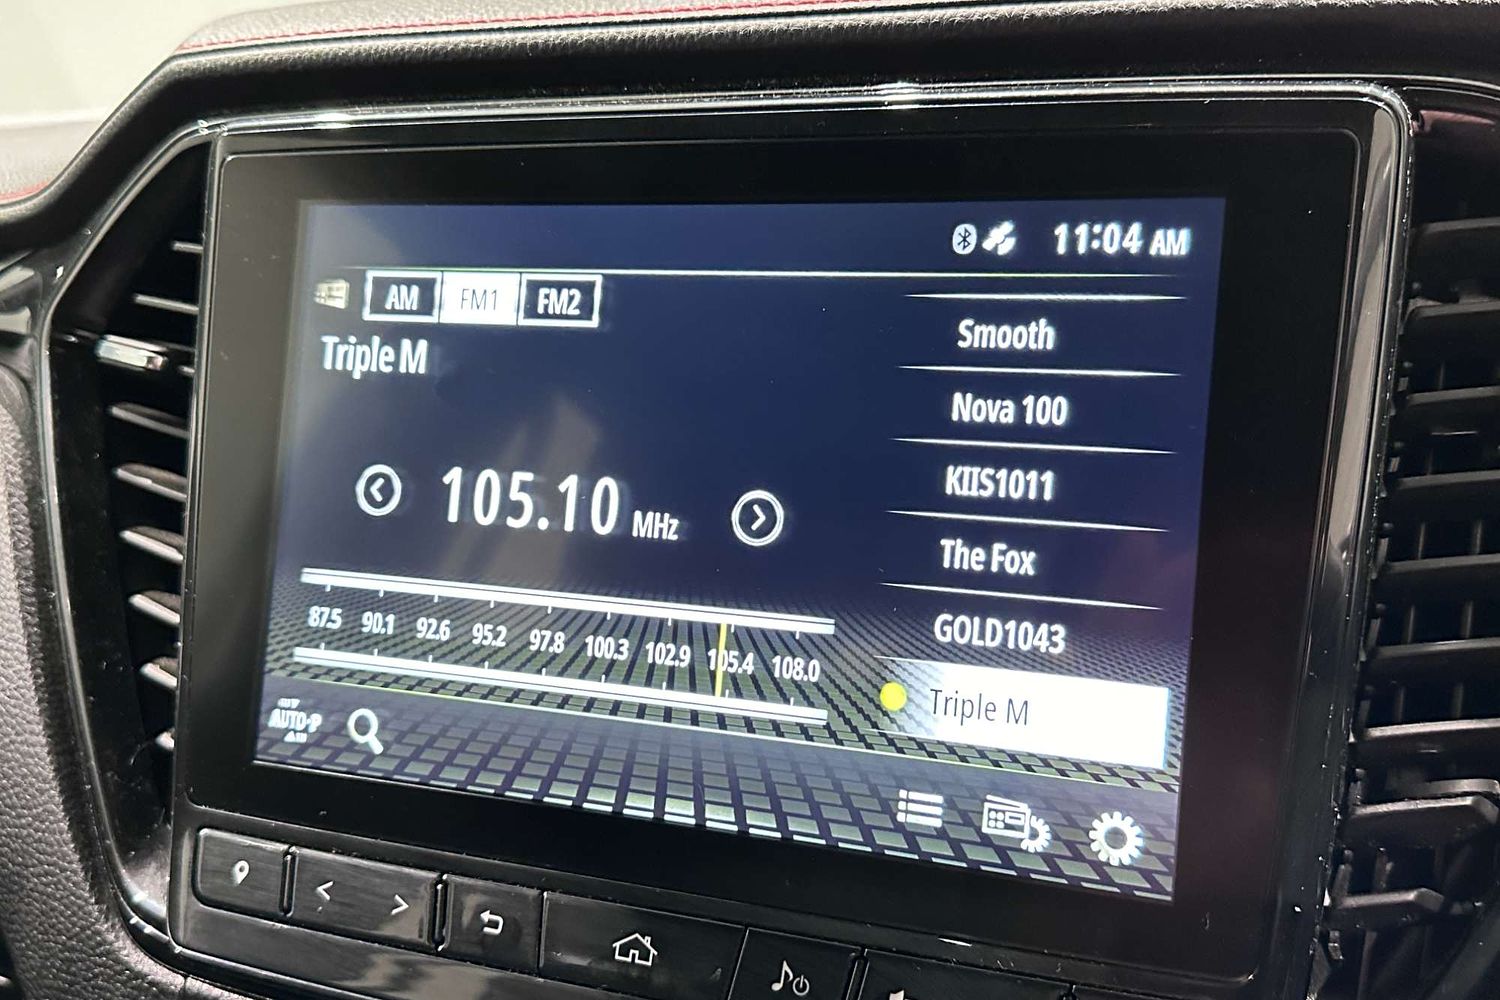 11:04 AM
AM FM1 FM2
Triple M
105.10 MHz
87.5 90.1 92.6 95.2 97.8 100.3 102.9 105.4 108.0
AUTO-P
Smooth
Nova 100
KIIS1011
The Fox
GOLD1043
Triple M